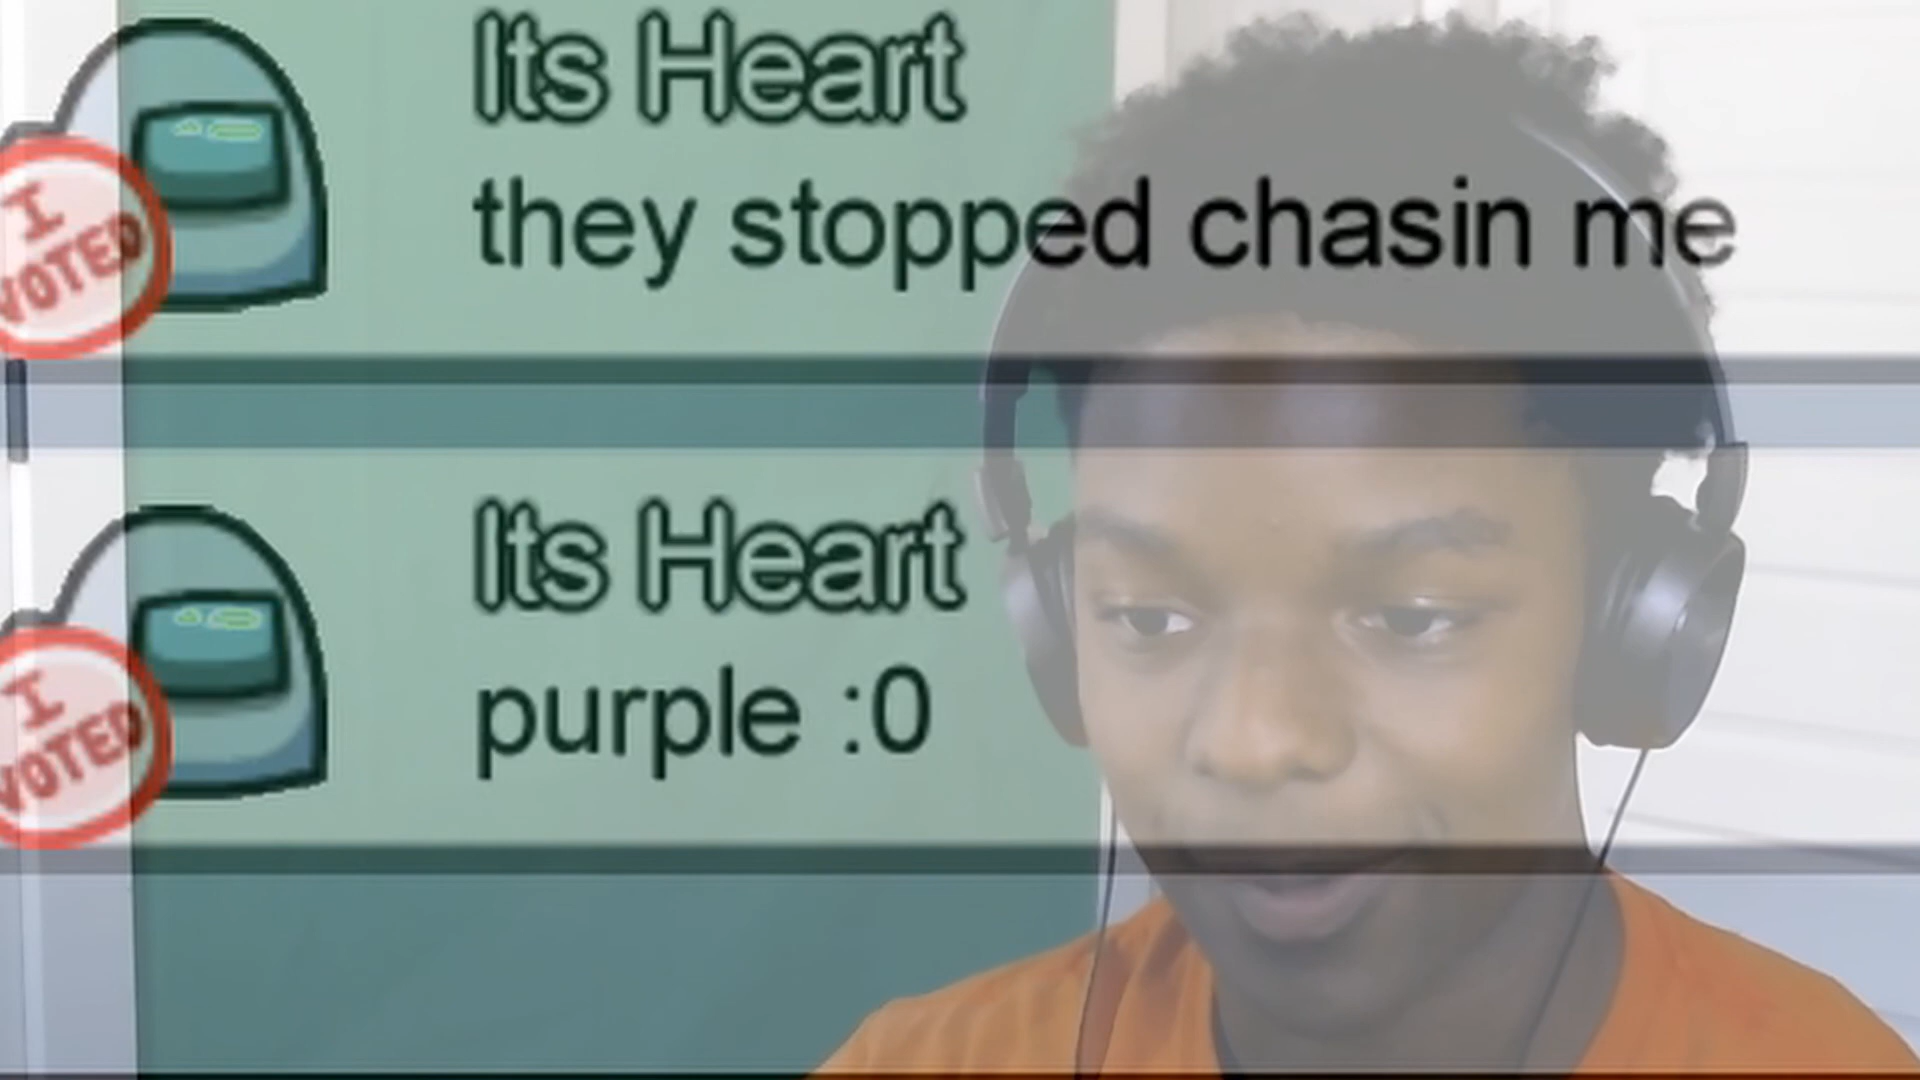 Its Heart
they stopped chasin me
I
VOTED
Its Heart
purple :0
I
VOTED